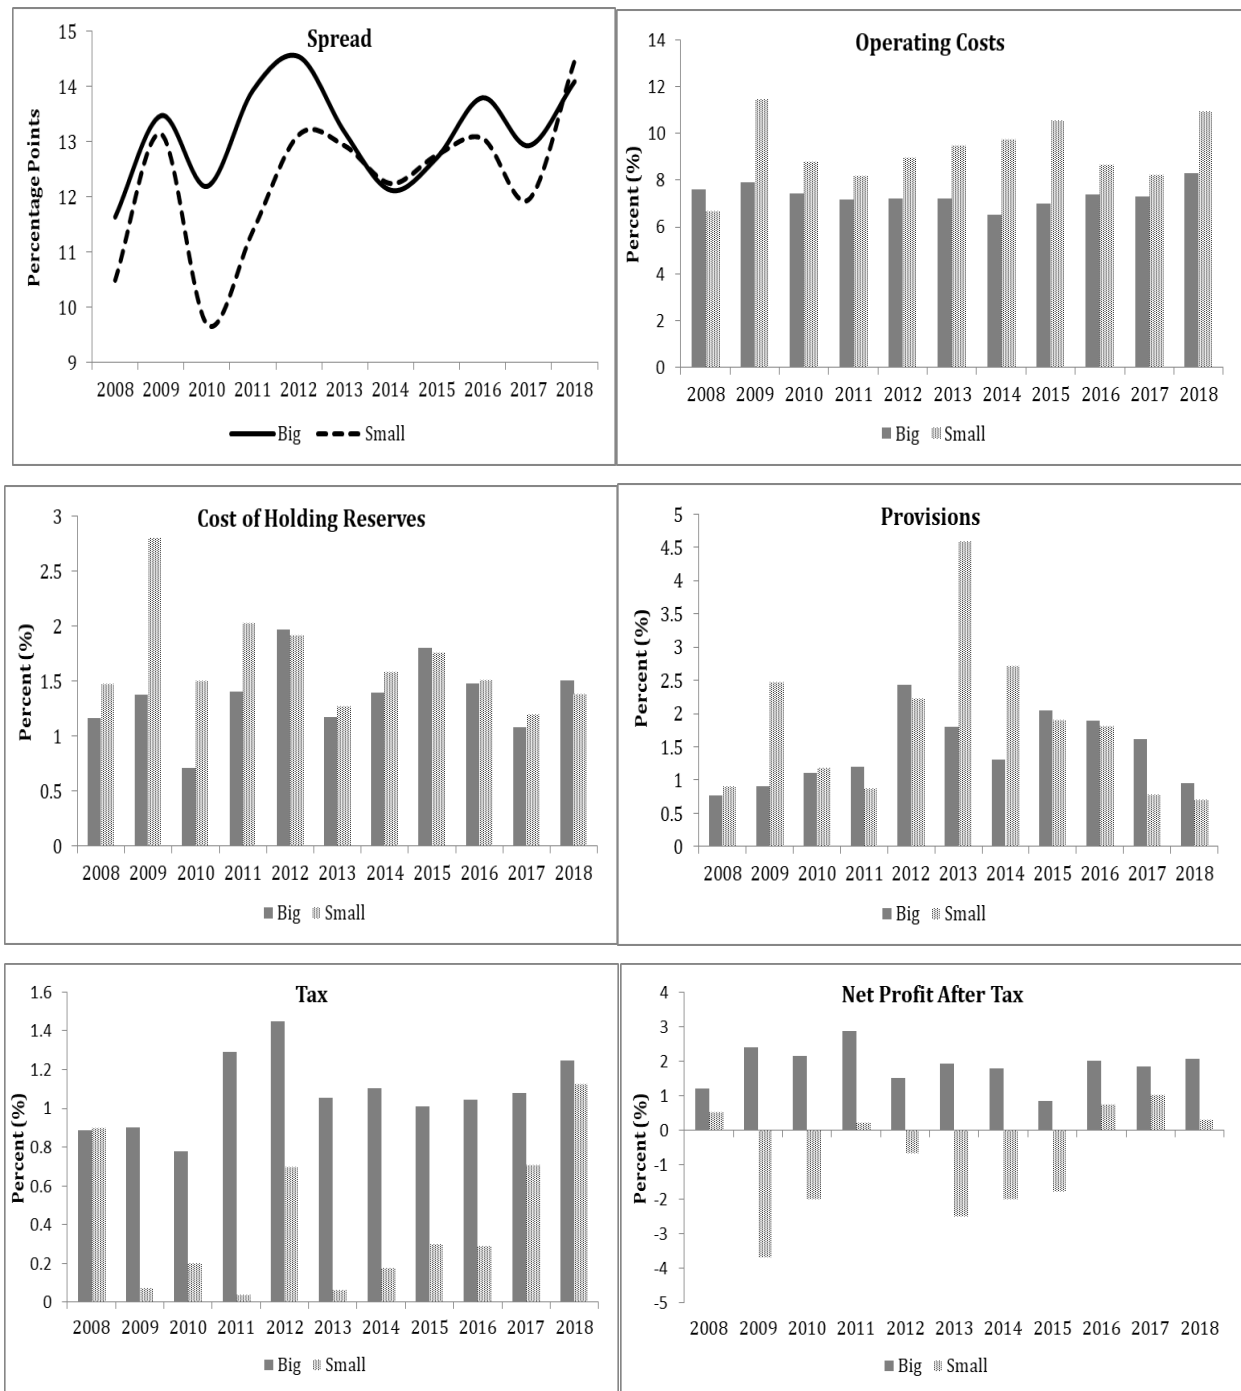 Spread
Percentage Points
15
14
13
12
11
10
9
2008 2009 2010 2011 2012 2013 2014 2015 2016 2017 2018
Big Small
Operating Costs
Percent (%)
14
12
10
8
6
4
2
0
2008 2009 2010 2011 2012 2013 2014 2015 2016 2017 2018
Big Small
Cost of Holding Reserves
Percent (%)
3
2.5
2
1.5
1
0.5
0
2008 2009 2010 2011 2012 2013 2014 2015 2016 2017 2018
Big Small
Provisions
Percent (%)
5
4.5
4
3.5
3
2.5
2
1.5
1
0.5
0
2008 2009 2010 2011 2012 2013 2014 2015 2016 2017 2018
Big Small
Tax
Percent (%)
1.6
1.4
1.2
1
0.8
0.6
0.4
0.2
0
2008 2009 2010 2011 2012 2013 2014 2015 2016 2017 2018
Big Small
Net Profit After Tax
Percent (%)
4
3
2
1
0
-1
-2
-3
-4
-5
2008 2009 2010 2011 2012 2013 2014 2015 2016 2017 2018
Big Small